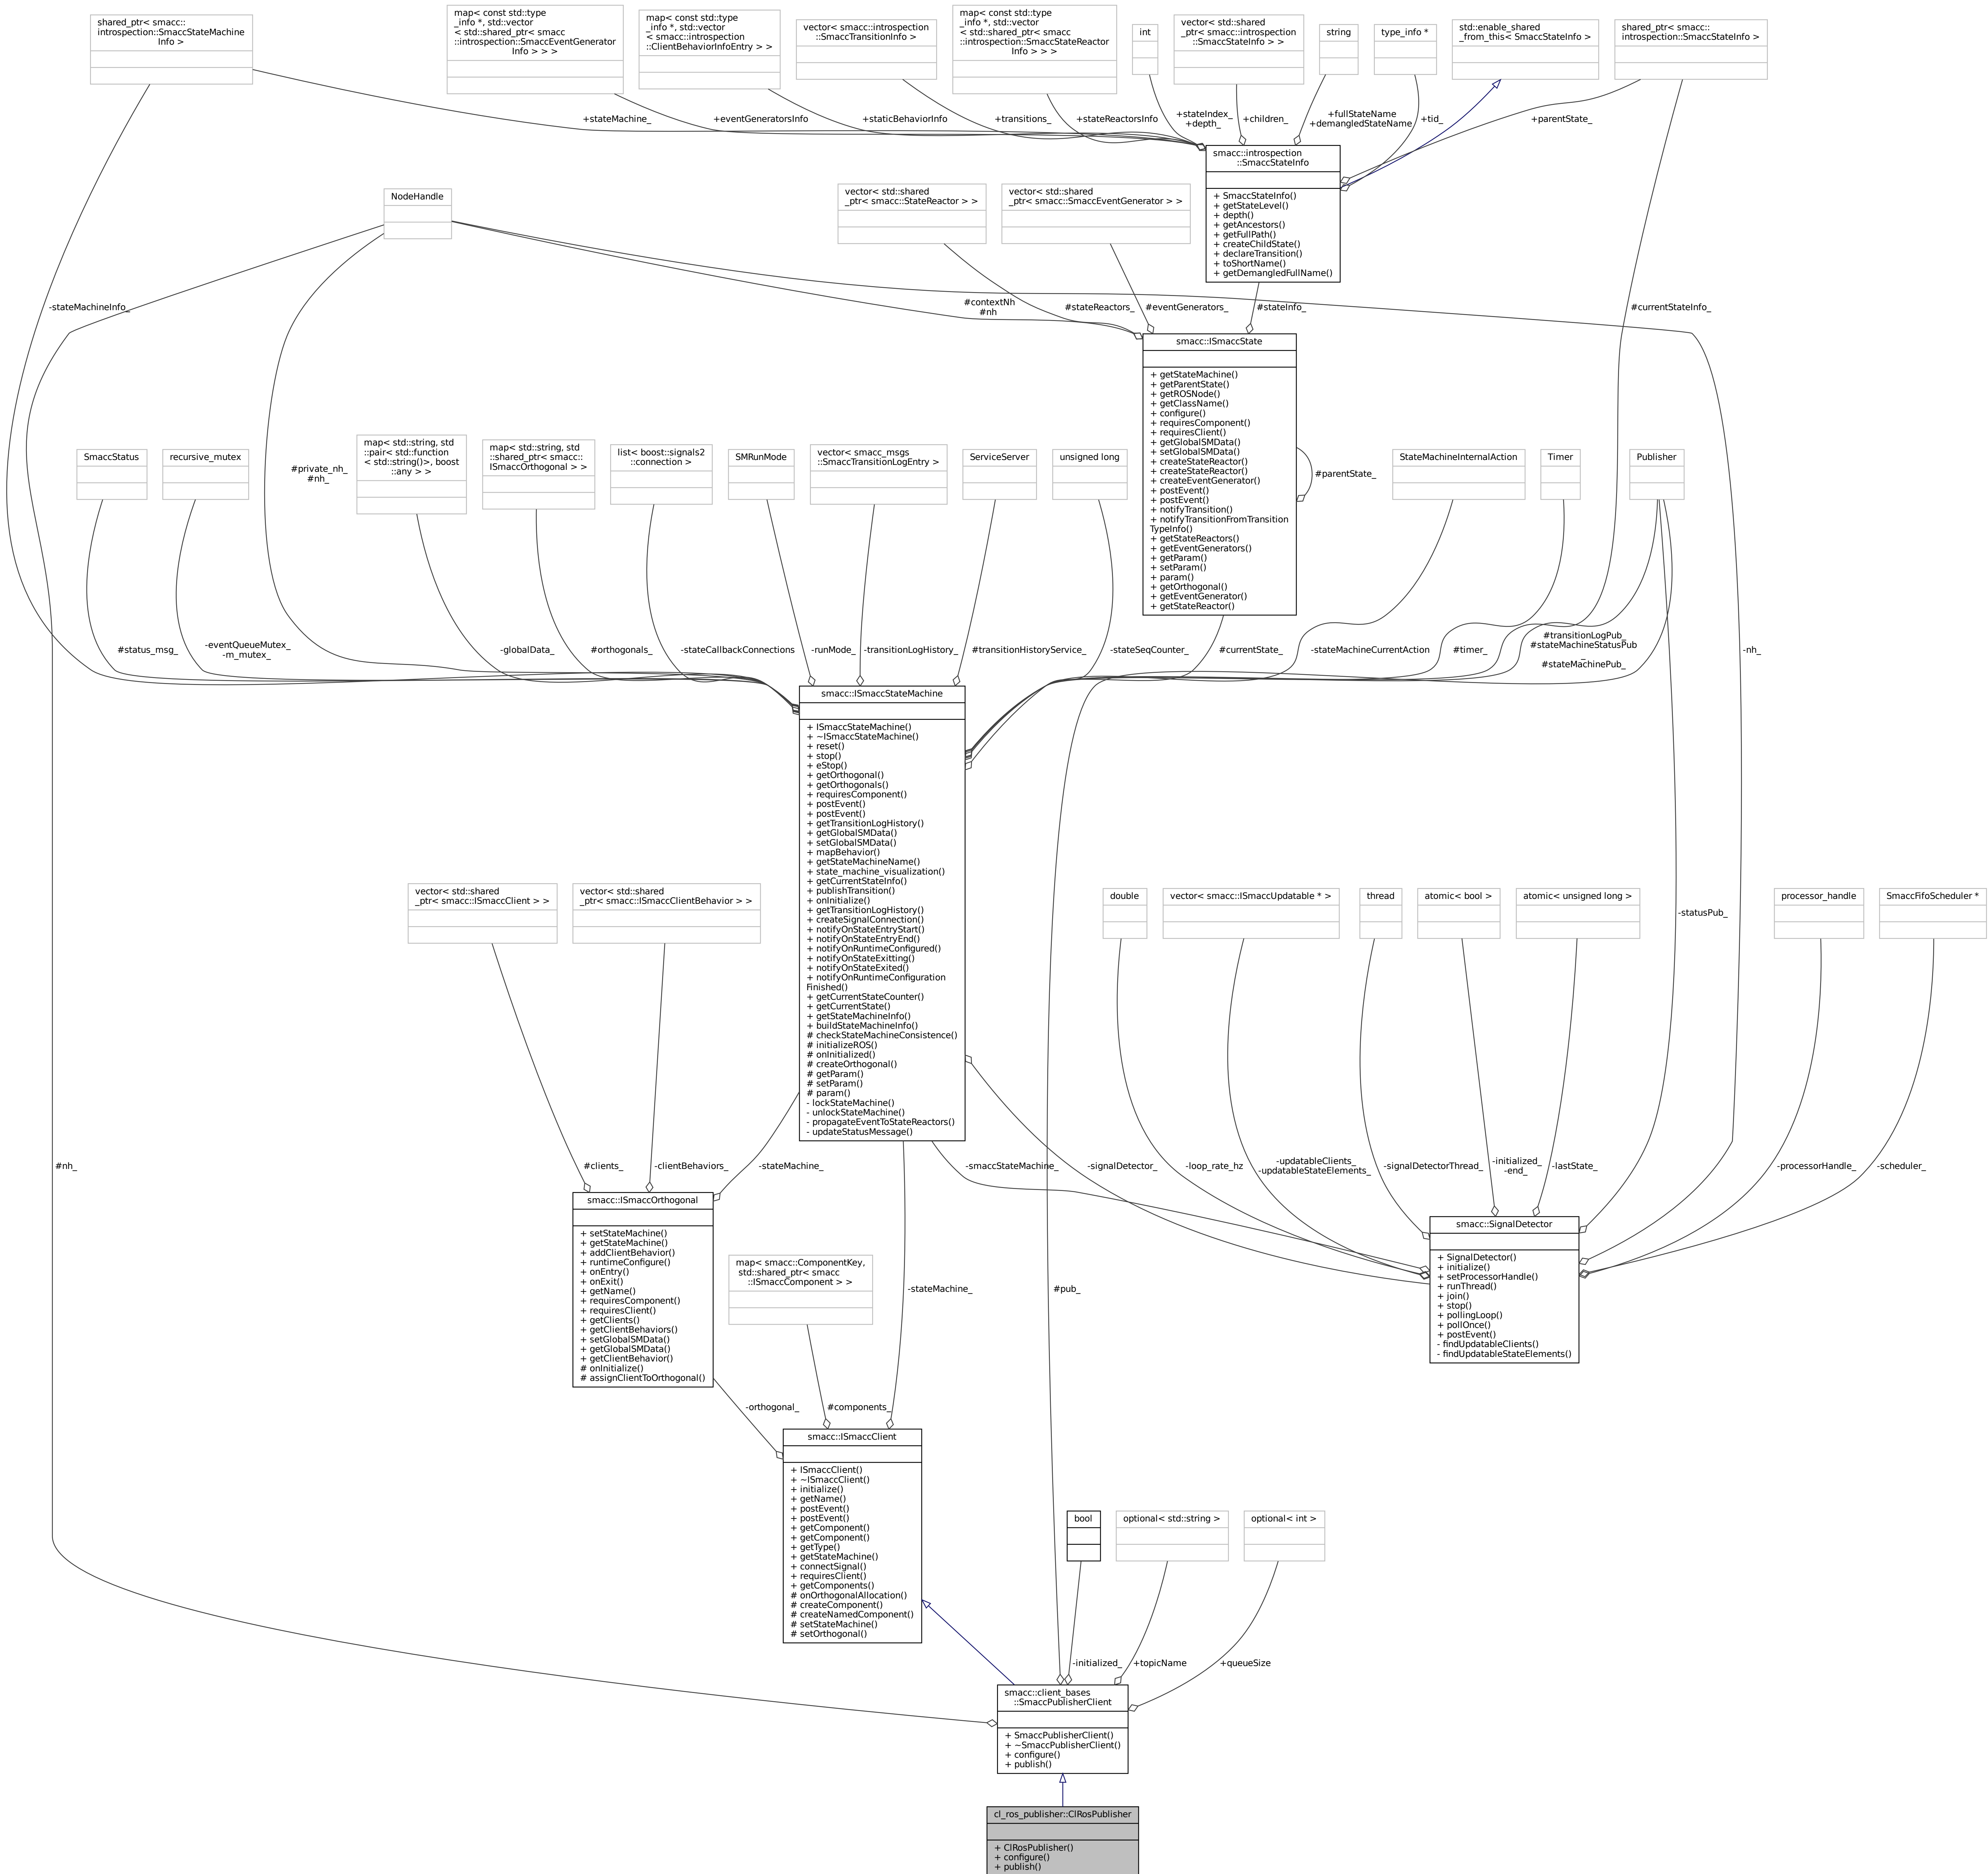 shared_ptr< smacc::
introspection::SmaccStateMachine
Info >
map< const std::type
_info *, std::vector
< std::shared_ptr< smacc
::introspection::SmaccEventGenerator
Info > > >
map< const std::type
_info *, std::vector
< smacc::introspection
::ClientBehaviorInfoEntry > >
vector< smacc::introspection
::SmaccTransitionInfo >
map< const std::type
_info *, std::vector
< std::shared_ptr< smacc
::introspection::SmaccStateReactor
Info > > >
int
vector< std::shared
_ptr< smacc::introspection
::SmaccStateInfo > >
string
type_info *
std::enable_shared
_from_this< SmaccStateInfo >
shared_ptr< smacc::
introspection::SmaccStateInfo >
+stateMachine_
+eventGeneratorsInfo
+staticBehaviorInfo
+transitions_
+stateReactorsInfo
+stateIndex_
+depth_
+children_
+fullStateName
+demangledStateName
+tid_
+parentState_
smacc::introspection
::SmaccStateInfo
+ SmaccStateInfo()
+ getStateLevel()
+ depth()
+ getAncestors()
+ getFullPath()
+ createChildState()
+ declareTransition()
+ toShortName()
+ getDemangledFullName()
NodeHandle
vector< std::shared
_ptr< smacc::StateReactor > >
vector< std::shared
_ptr< smacc::SmaccEventGenerator > >
-stateMachineInfo_
#contextNh
#nh
#stateReactors_
#eventGenerators_
#stateInfo_
#currentStateInfo_
smacc::ISmaccState
+ getStateMachine()
+ getParentState()
+ getROSNode()
+ getClassName()
+ configure()
+ requiresComponent()
+ requiresClient()
+ getGlobalSMData()
+ setGlobalSMData()
+ createStateReactor()
+ createStateReactor()
+ createEventGenerator()
+ postEvent()
+ postEvent()
+ notifyTransition()
+ notifyTransitionFromTransition
TypeInfo()
+ getStateReactors()
+ getEventGenerators()
+ getParam()
+ setParam()
+ param()
+ getOrthogonal()
+ getEventGenerator()
+ getStateReactor()
#parentState_
SmaccStatus
recursive_mutex
#private_nh_
#nh_
map< std::string, std
::pair< std::function
< std::string()>, boost
::any > >
map< std::string, std
::shared_ptr< smacc::
ISmaccOrthogonal > >
list< boost::signals2
::connection >
SMRunMode
vector< smacc_msgs
::SmaccTransitionLogEntry >
ServiceServer
unsigned long
StateMachineInternalAction
Timer
Publisher
#status_msg_
-eventQueueMutex_
-m_mutex_
-globalData_
#orthogonals_
-stateCallbackConnections
-runMode_
-transitionLogHistory_
#transitionHistoryService_
-stateSeqCounter_
#currentState_
-stateMachineCurrentAction
#timer_
#transitionLogPub_
#stateMachineStatusPub_
#stateMachinePub_
-nh_
smacc::ISmaccStateMachine
+ ISmaccStateMachine()
+ ~ISmaccStateMachine()
+ reset()
+ stop()
+ eStop()
+ getOrthogonal()
+ getOrthogonals()
+ requiresComponent()
+ postEvent()
+ postEvent()
+ getTransitionLogHistory()
+ getGlobalSMData()
+ setGlobalSMData()
+ mapBehavior()
+ getStateMachineName()
+ state_machine_visualization()
+ getCurrentStateInfo()
+ publishTransition()
+ onInitialize()
+ getTransitionLogHistory()
+ createSignalConnection()
+ notifyOnStateEntryStart()
+ notifyOnStateEntryEnd()
+ notifyOnRuntimeConfigured()
+ notifyOnStateExitting()
+ notifyOnStateExited()
+ notifyOnRuntimeConfiguration
Finished()
+ getCurrentStateCounter()
+ getCurrentState()
+ getStateMachineInfo()
+ buildStateMachineInfo()
# checkStateMachineConsistence()
# initializeROS()
# onInitialized()
# createOrthogonal()
# getParam()
# setParam()
# param()
- lockStateMachine()
- unlockStateMachine()
- propagateEventToStateReactors()
- updateStatusMessage()
vector< std::shared
_ptr< smacc::ISmaccClient > >
vector< std::shared
_ptr< smacc::ISmaccClientBehavior > >
double
vector< smacc::ISmaccUpdatable * >
thread
atomic< bool >
atomic< unsigned long >
-statusPub_
processor_handle
SmaccFifoScheduler *
#nh_
#clients_
-clientBehaviors_
-stateMachine_
-smaccStateMachine_
-signalDetector_
-loop_rate_hz
-updatableClients_
-updatableStateElements_
-signalDetectorThread_
-initialized_
-end_
-lastState_
-processorHandle_
-scheduler_
smacc::ISmaccOrthogonal
+ setStateMachine()
+ getStateMachine()
+ addClientBehavior()
+ runtimeConfigure()
+ onEntry()
+ onExit()
+ getName()
+ requiresComponent()
+ requiresClient()
+ getClients()
+ getClientBehaviors()
+ setGlobalSMData()
+ getGlobalSMData()
+ getClientBehavior()
# onInitialize()
# assignClientToOrthogonal()
smacc::SignalDetector
+ SignalDetector()
+ initialize()
+ setProcessorHandle()
+ runThread()
+ join()
+ stop()
+ pollingLoop()
+ pollOnce()
+ postEvent()
- findUpdatableClients()
- findUpdatableStateElements()
map< smacc::ComponentKey,
std::shared_ptr< smacc
::ISmaccComponent > >
-stateMachine_
#pub_
-orthogonal_
#components_
smacc::ISmaccClient
+ ISmaccClient()
+ ~ISmaccClient()
+ initialize()
+ getName()
+ postEvent()
+ postEvent()
+ getComponent()
+ getComponent()
+ getType()
+ getStateMachine()
+ connectSignal()
+ requiresClient()
+ getComponents()
# onOrthogonalAllocation()
# createComponent()
# createNamedComponent()
# setStateMachine()
# setOrthogonal()
bool
optional< std::string >
optional< int >
-initialized_
+topicName
+queueSize
smacc::client_bases
::SmaccPublisherClient
+ SmaccPublisherClient()
+ ~SmaccPublisherClient()
+ configure()
+ publish()
cl_ros_publisher::ClRosPublisher
+ ClRosPublisher()
+ configure()
+ publish()